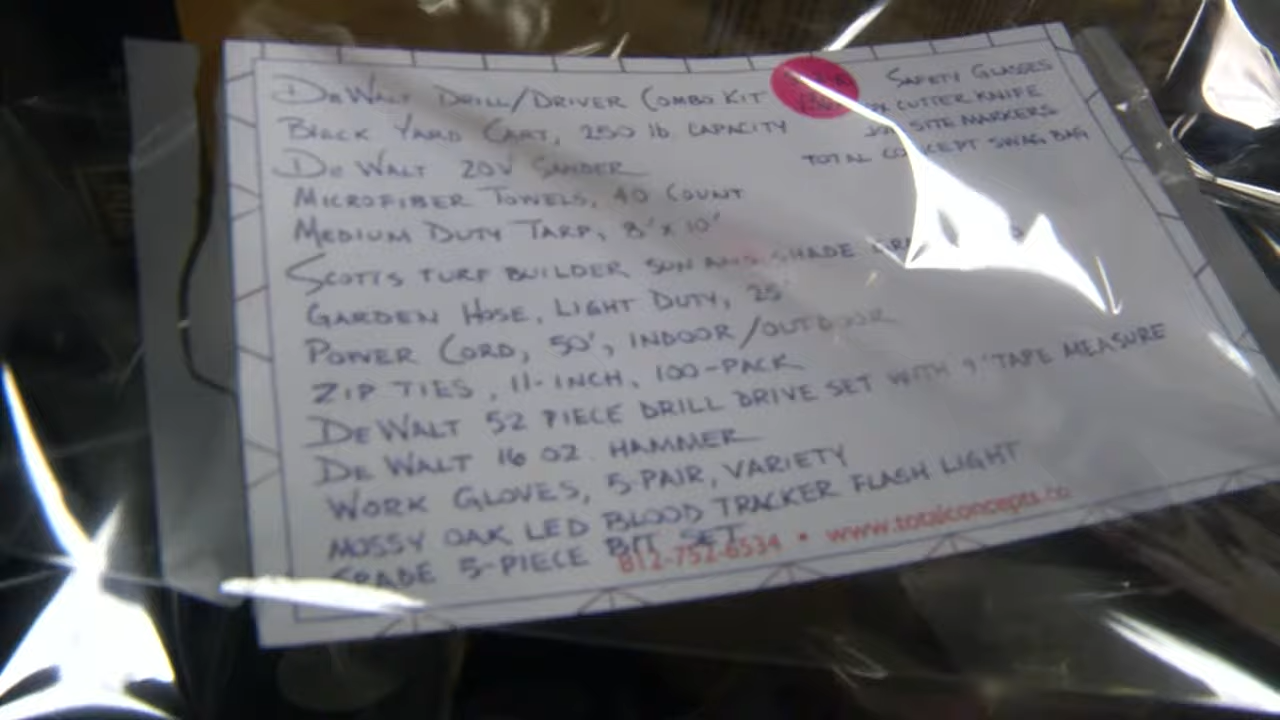 DeWalt Drill/Driver Combo Kit
Black Yard Cart, 250 lb. capacity
DeWalt 20V Sander
Microfiber Towels, 40 Count
Medium Duty Tarp, 8' x 10'
Scotts Turf Builder Sun and Shade
Garden Hose, Light Duty, 25'
Power Cord, 50', Indoor/Outdoor
Zip Ties, 11-inch, 100-pack
DeWalt 52 Piece Drill Drive Set with 9' Tape Measure
DeWalt 16 oz. Hammer
Work Gloves, 5-Pair, Variety
Mossy Oak LED Blood Tracker Flash Light
5-Piece Bit Set
Safety Glasses
Cutter Knife
Site Markers
Total Concept Swag Bag
812-752-6534 • www.totalconcepts.co